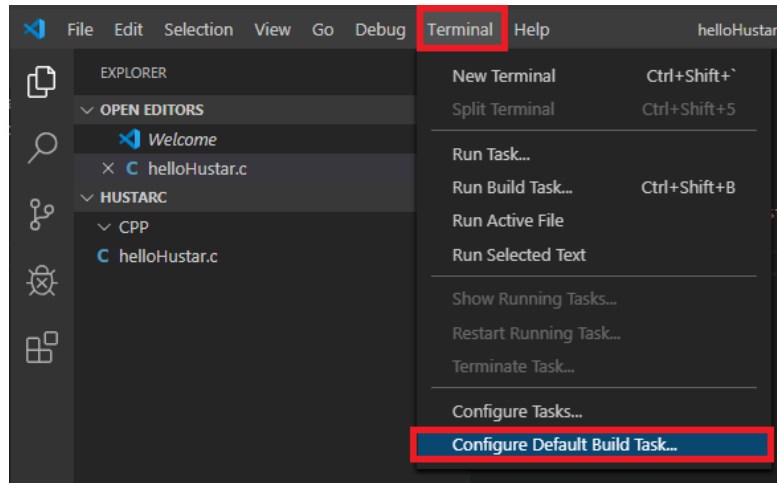 File Edit Selection View Go Debug Terminal Help helloHustar
EXPLORER
OPEN EDITORS
Welcome
C helloHustar.c
HUSTARC
CPP
C helloHustar.c
New Terminal Ctrl+Shift+`
Split Terminal Ctrl+Shift+5
Run Task...
Run Build Task... Ctrl+Shift+B
Run Active File
Run Selected Text
Show Running Tasks...
Restart Running Task...
Terminate Task...
Configure Tasks...
Configure Default Build Task...